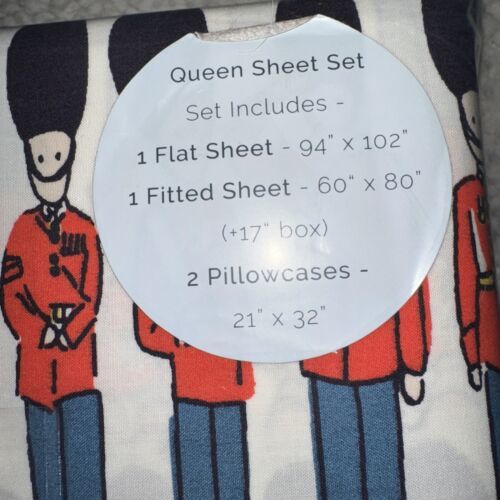 Queen Sheet Set
Set Includes -
1 Flat Sheet - 94" x 102"
1 Fitted Sheet - 60" x 80"
(+17" box)
2 Pillowcases -
21" x 32"